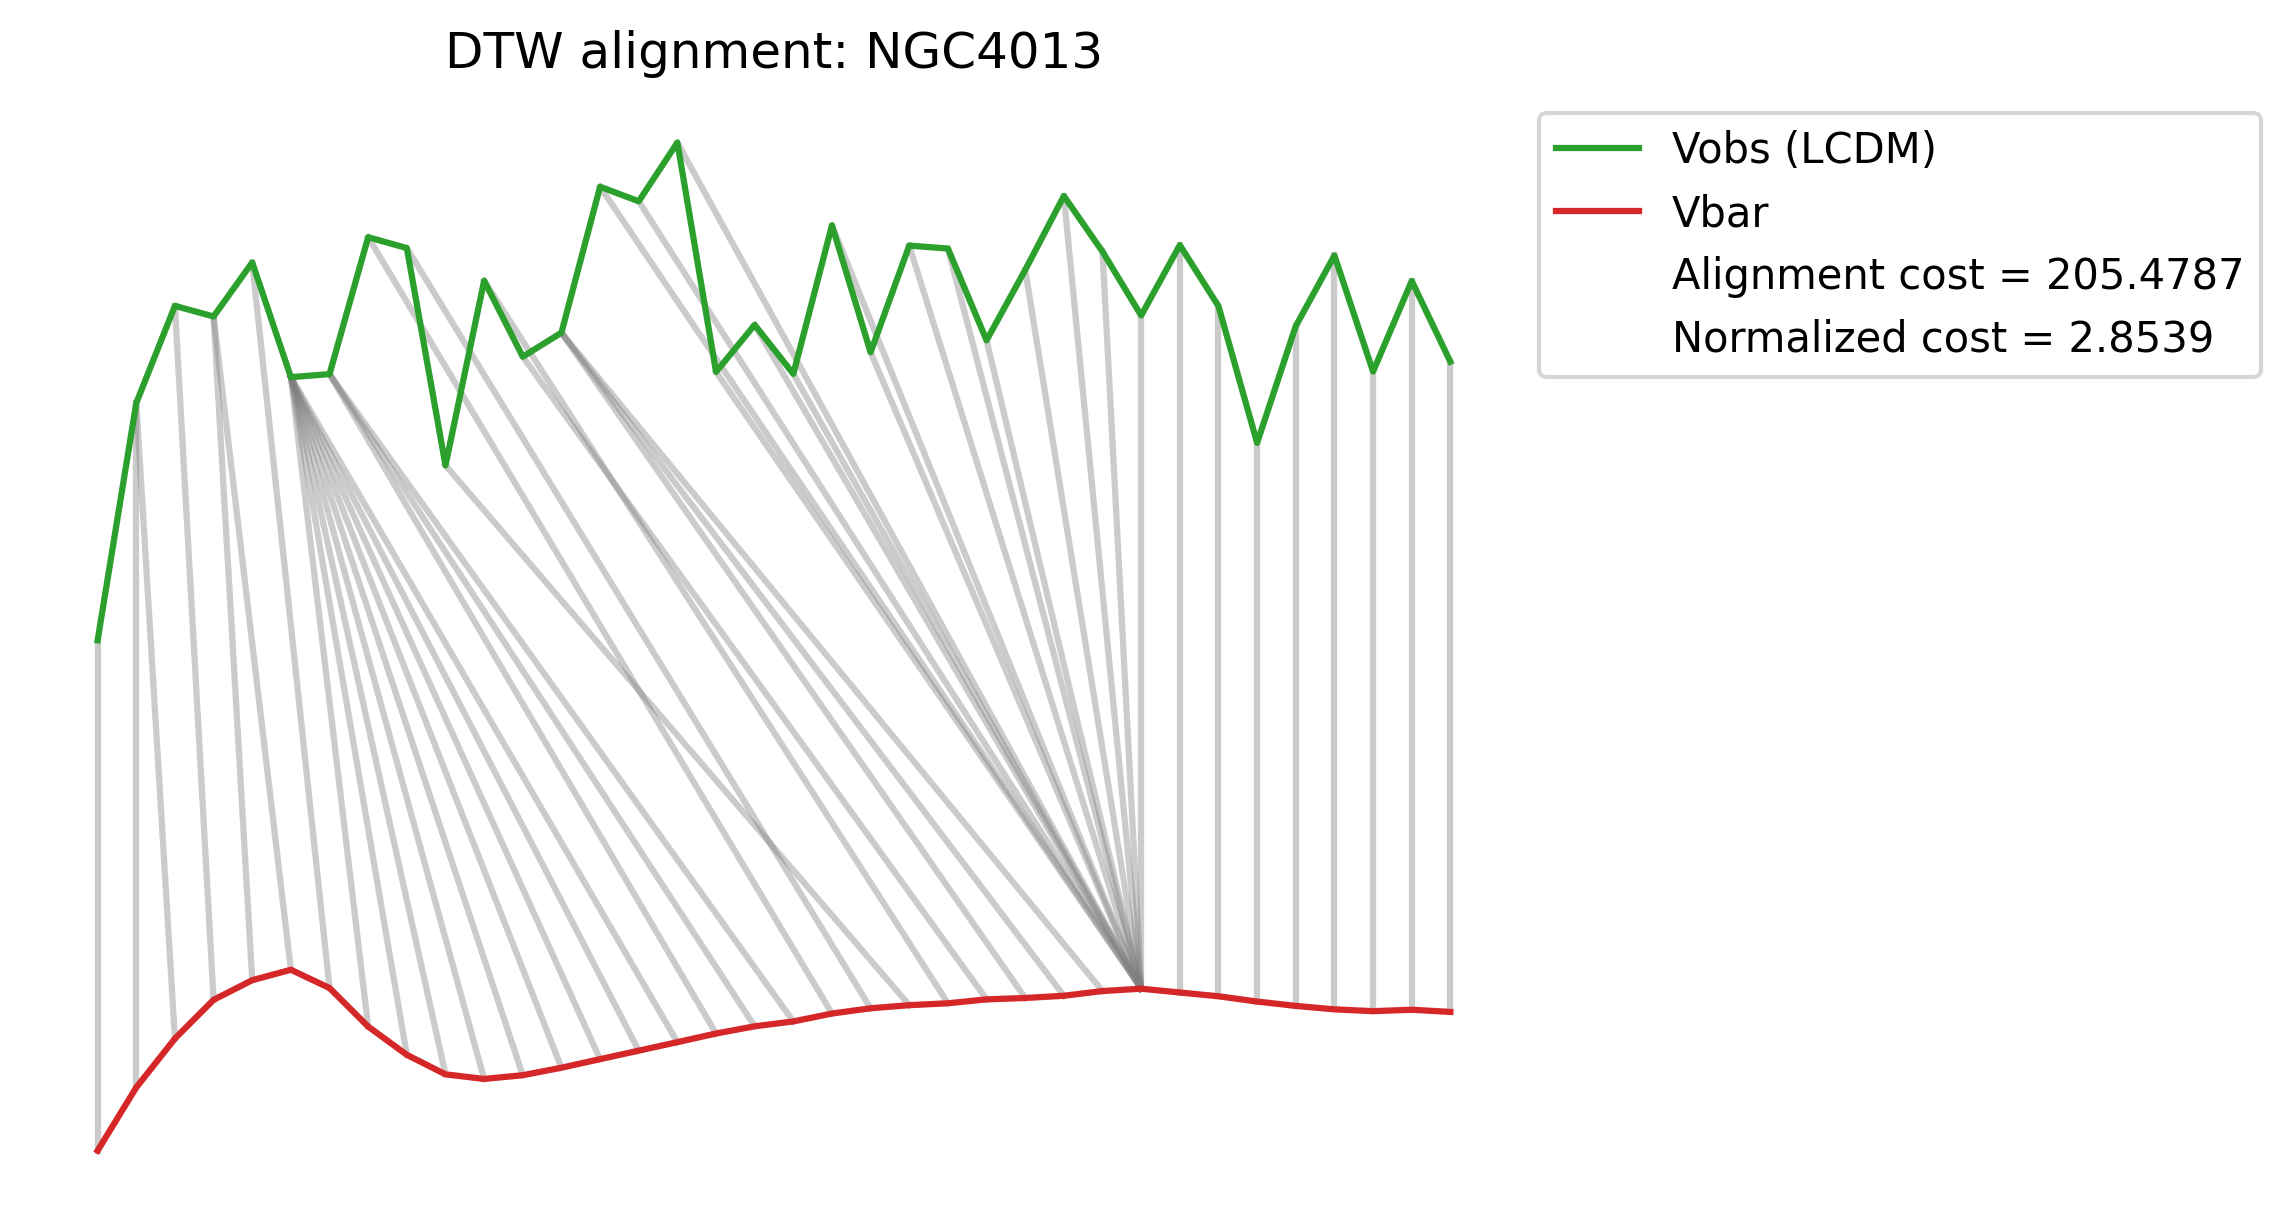 DTW alignment: NGC4013
Vobs (LCDM)
Vbar
Alignment cost = 205.4787
Normalized cost = 2.8539